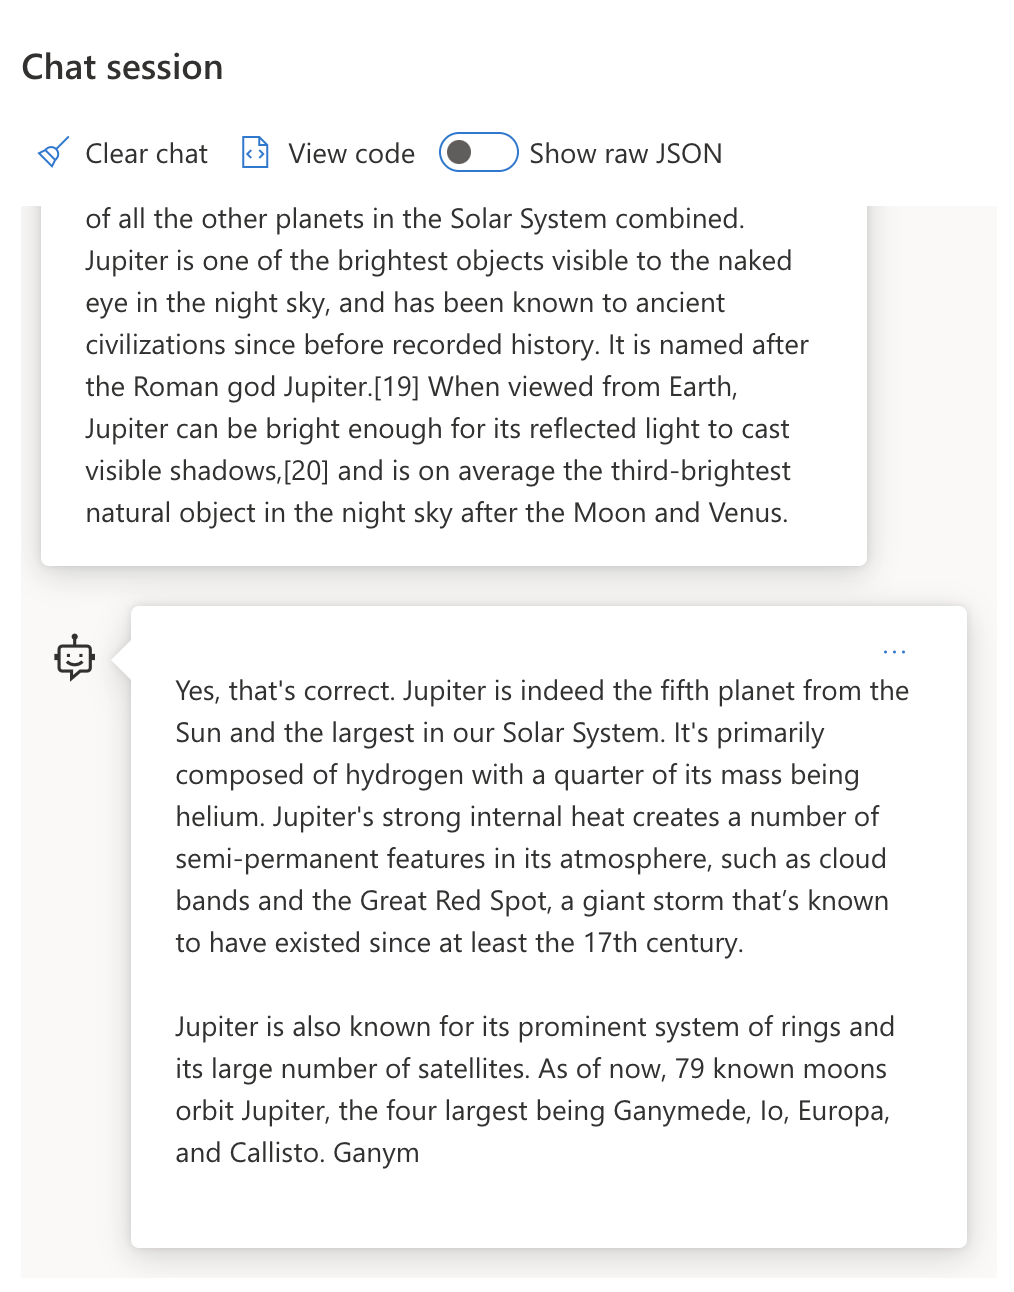 Chat session
Clear chat View code Show raw JSON
of all the other planets in the Solar System combined.
Jupiter is one of the brightest objects visible to the naked
eye in the night sky, and has been known to ancient
civilizations since before recorded history. It is named after
the Roman god Jupiter.[19] When viewed from Earth,
Jupiter can be bright enough for its reflected light to cast
visible shadows,[20] and is on average the third-brightest
natural object in the night sky after the Moon and Venus.
...
Yes, that's correct. Jupiter is indeed the fifth planet from the
Sun and the largest in our Solar System. It's primarily
composed of hydrogen with a quarter of its mass being
helium. Jupiter's strong internal heat creates a number of
semi-permanent features in its atmosphere, such as cloud
bands and the Great Red Spot, a giant storm that’s known
to have existed since at least the 17th century.
Jupiter is also known for its prominent system of rings and
its large number of satellites. As of now, 79 known moons
orbit Jupiter, the four largest being Ganymede, Io, Europa,
and Callisto. Ganym